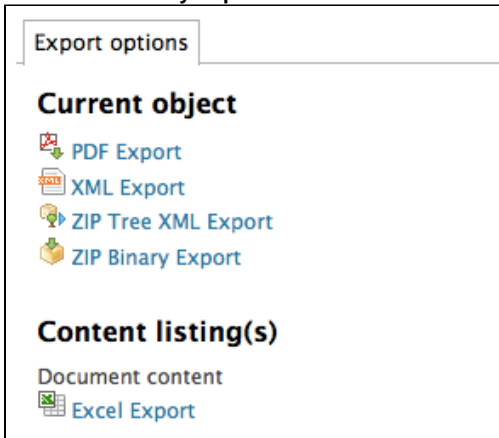 Export options
Current object
PDF Export
XML Export
ZIP Tree XML Export
ZIP Binary Export
Content listing(s)
Document content
Excel Export